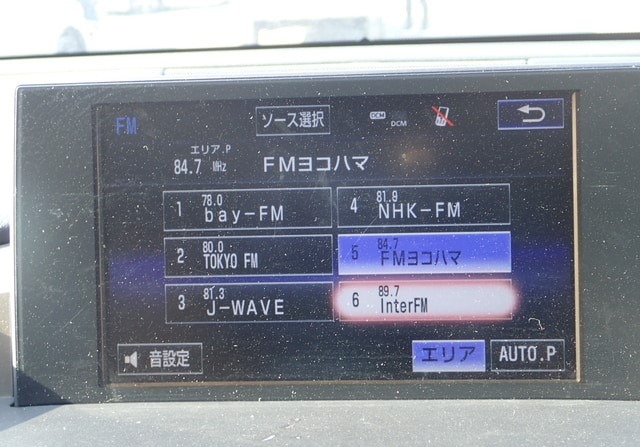 FM
ソース選択
DCM
DCM
エリア.P
84.7 MHz FMヨコハマ
1 78.0 bay-FM
4 81.9 NHK-FM
2 80.0 TOKYO FM
5 84.7 FMヨコハマ
3 81.3 J-WAVE
6 89.7 InterFM
音設定
エリア
AUTO.P